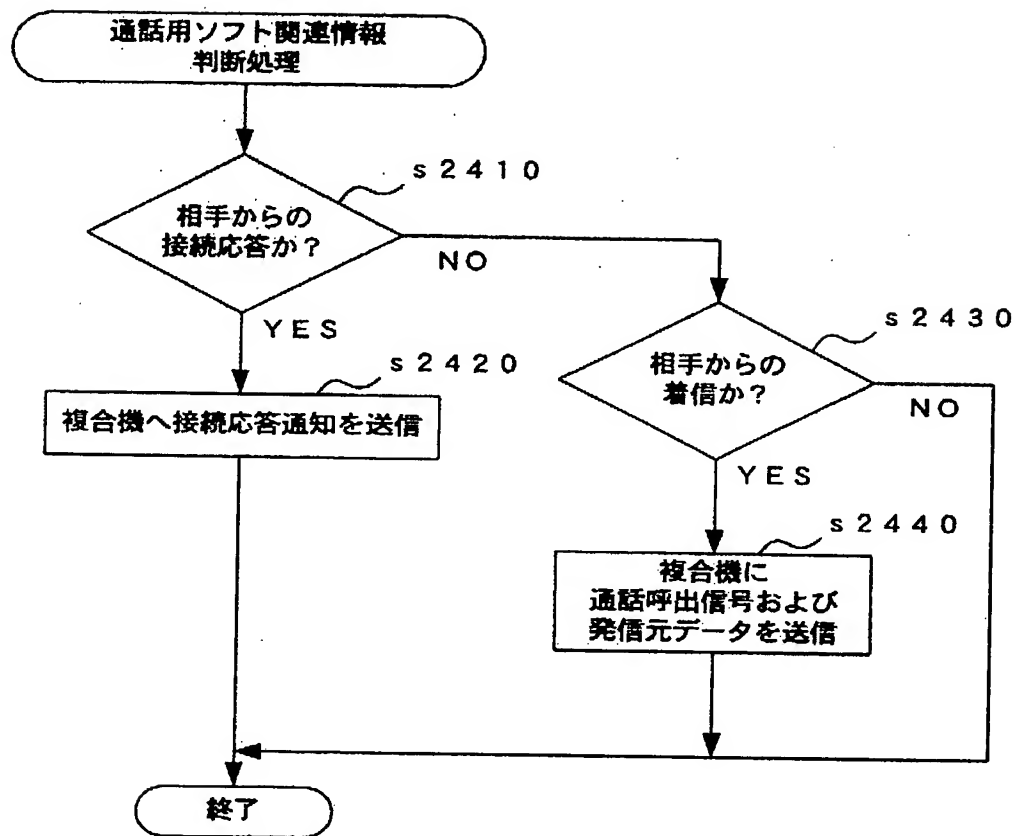 通話用ソフト関連情報
判断処理
s2410
相手からの
接続応答か？
NO
YES
s2420
複合機へ接続応答通知を送信
s2430
相手からの
着信か？
NO
YES
s2440
複合機に
通話呼出信号および
発信元データを送信
終了